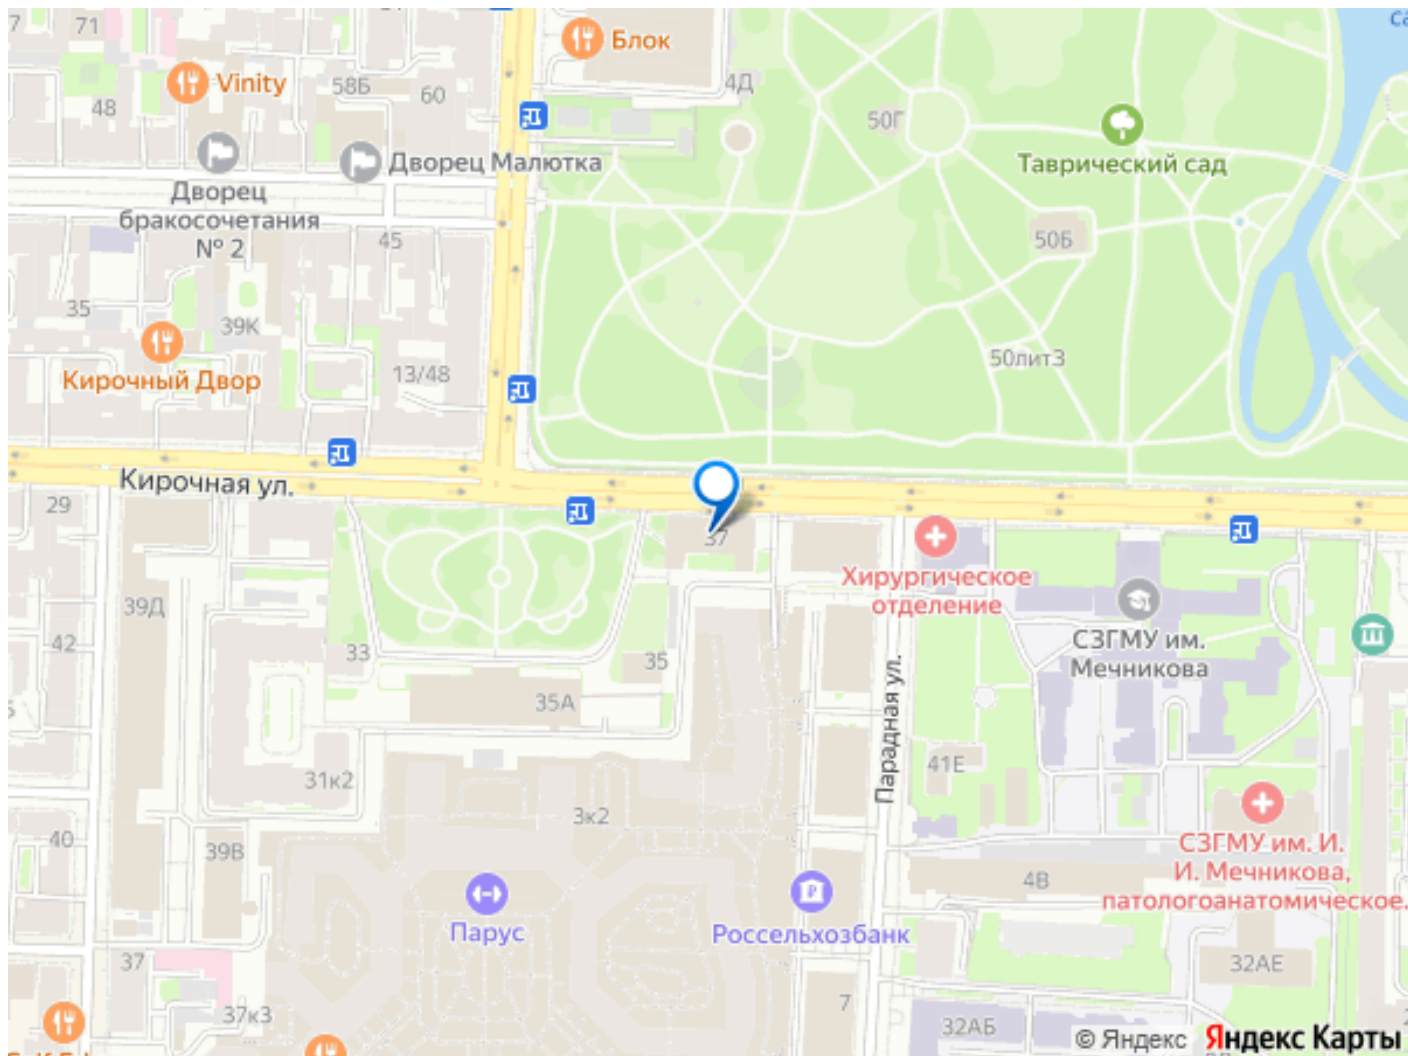 7
71
Блок
Vinity
58Б
60
48
4Д
50Г
Дворец Малютка
Таврический сад
Дворец
бракосочетания
№ 2
45
50Б
35
39К
Кирочный Двор
13/48
50лит3
Кирочная ул.
29
37
Хирургическое
отделение
39Д
42
33
35
СЗГМУ им.
Мечникова
35А
Парадная ул.
41Е
31к2
3к2
40
39В
СЗГМУ им. И.
И. Мечникова,
патологоанатомическое.
4В
Парус
Россельхозбанк
37
32АЕ
7
37к3
32АБ
© Яндекс Яндекс Карты